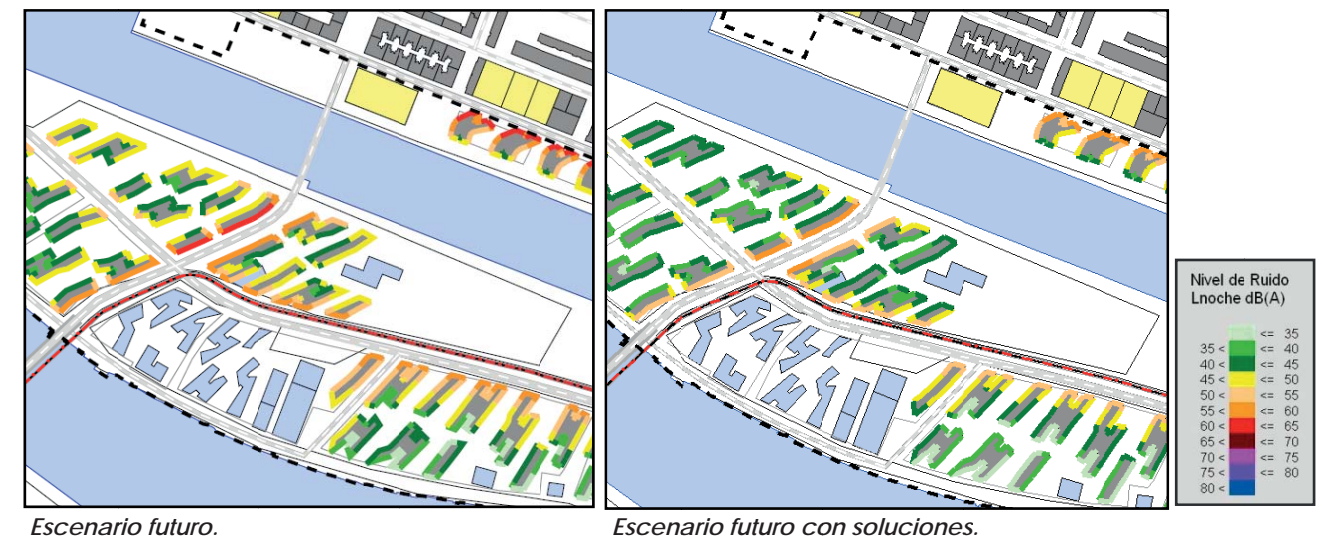 Nivel de Ruido
Lnoche dB(A)
<= 35
35 < <= 40
40 < <= 45
45 < <= 50
50 < <= 55
55 < <= 60
60 < <= 65
65 < <= 70
70 < <= 75
75 < <= 80
80 <
Escenario futuro.
Escenario futuro con soluciones.